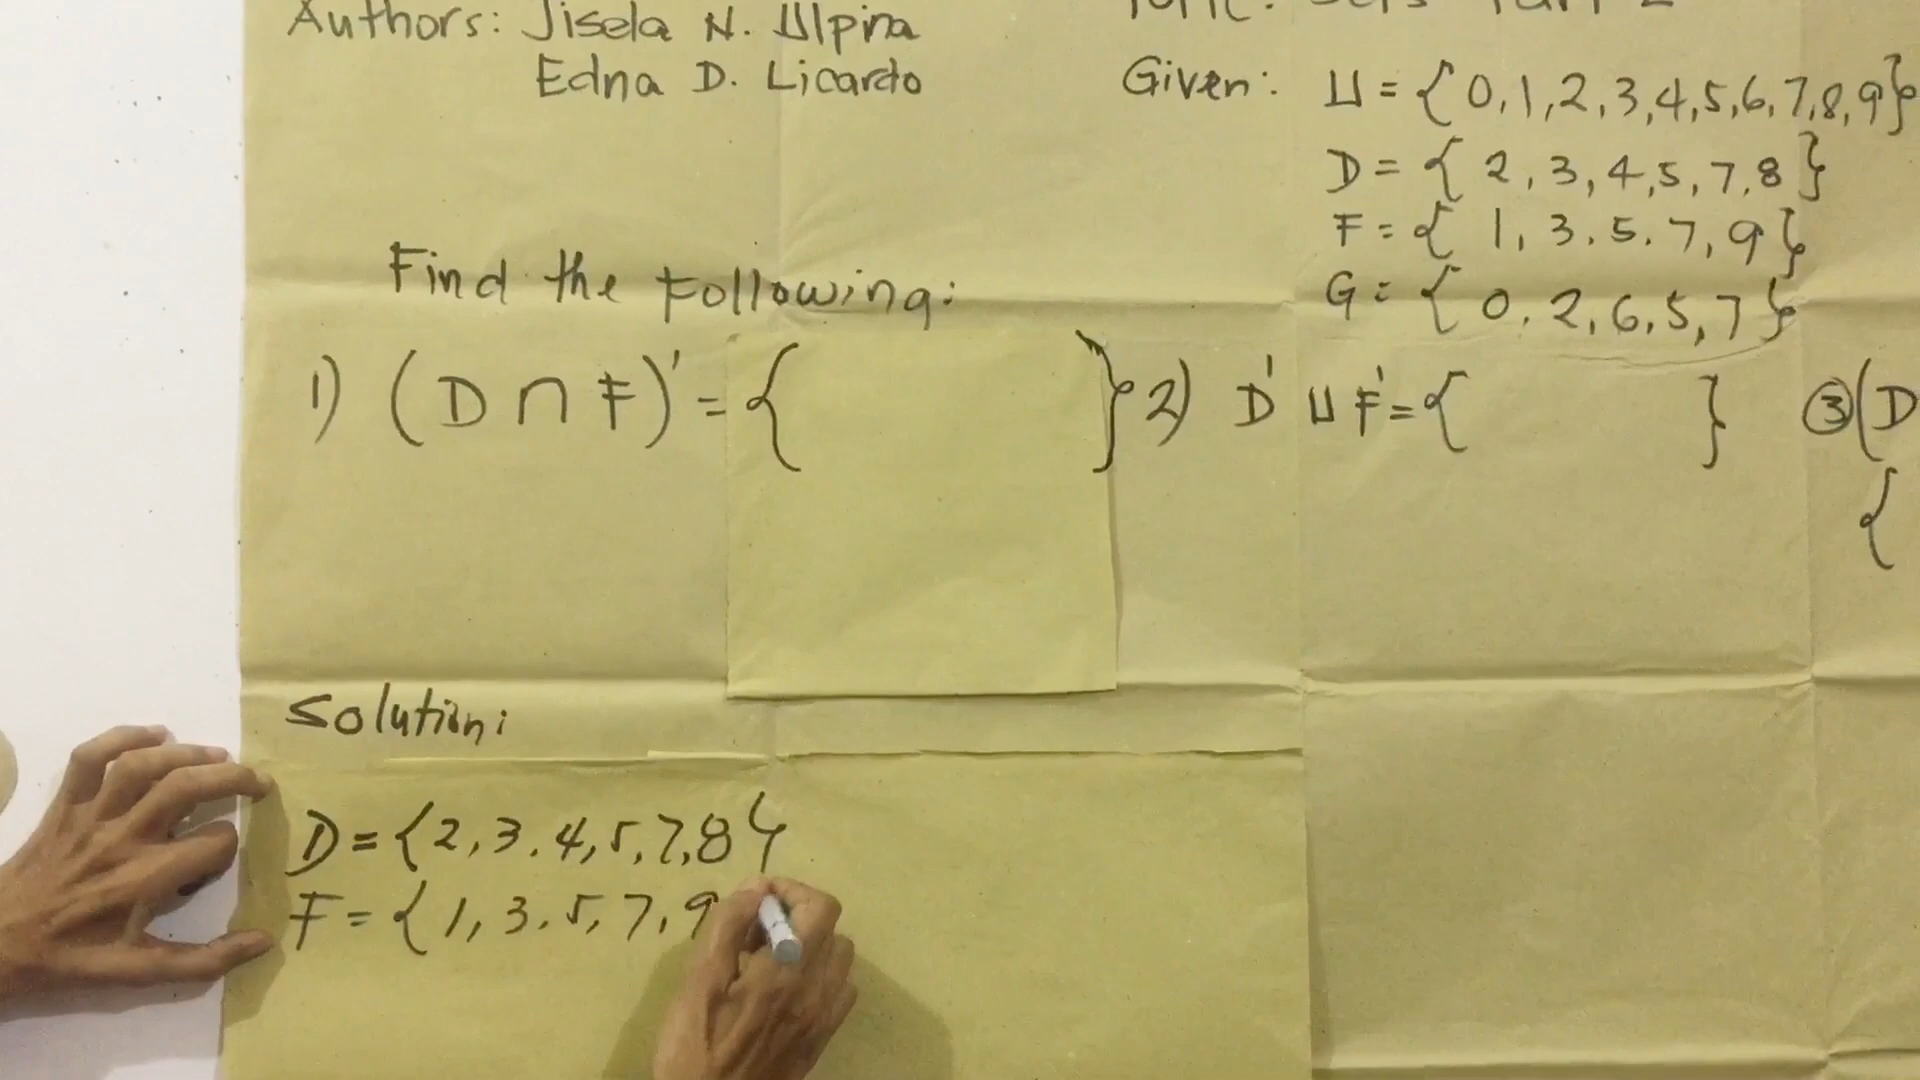 Authors: Jisela N. Ulpina
Edna D. Licardo
Given: U = {0,1,2,3,4,5,6,7,8,9}
D = {2,3,4,5,7,8}
F = {1,3.5.7,9}
G = {0.2,6,5,7}
Find the Following:
1) (D ∩ F)' = { } 2) D' U F' = { } ③ (D
{
Solution:
D = {2,3.4,5,7,8}
F = {1,3.5,7,9